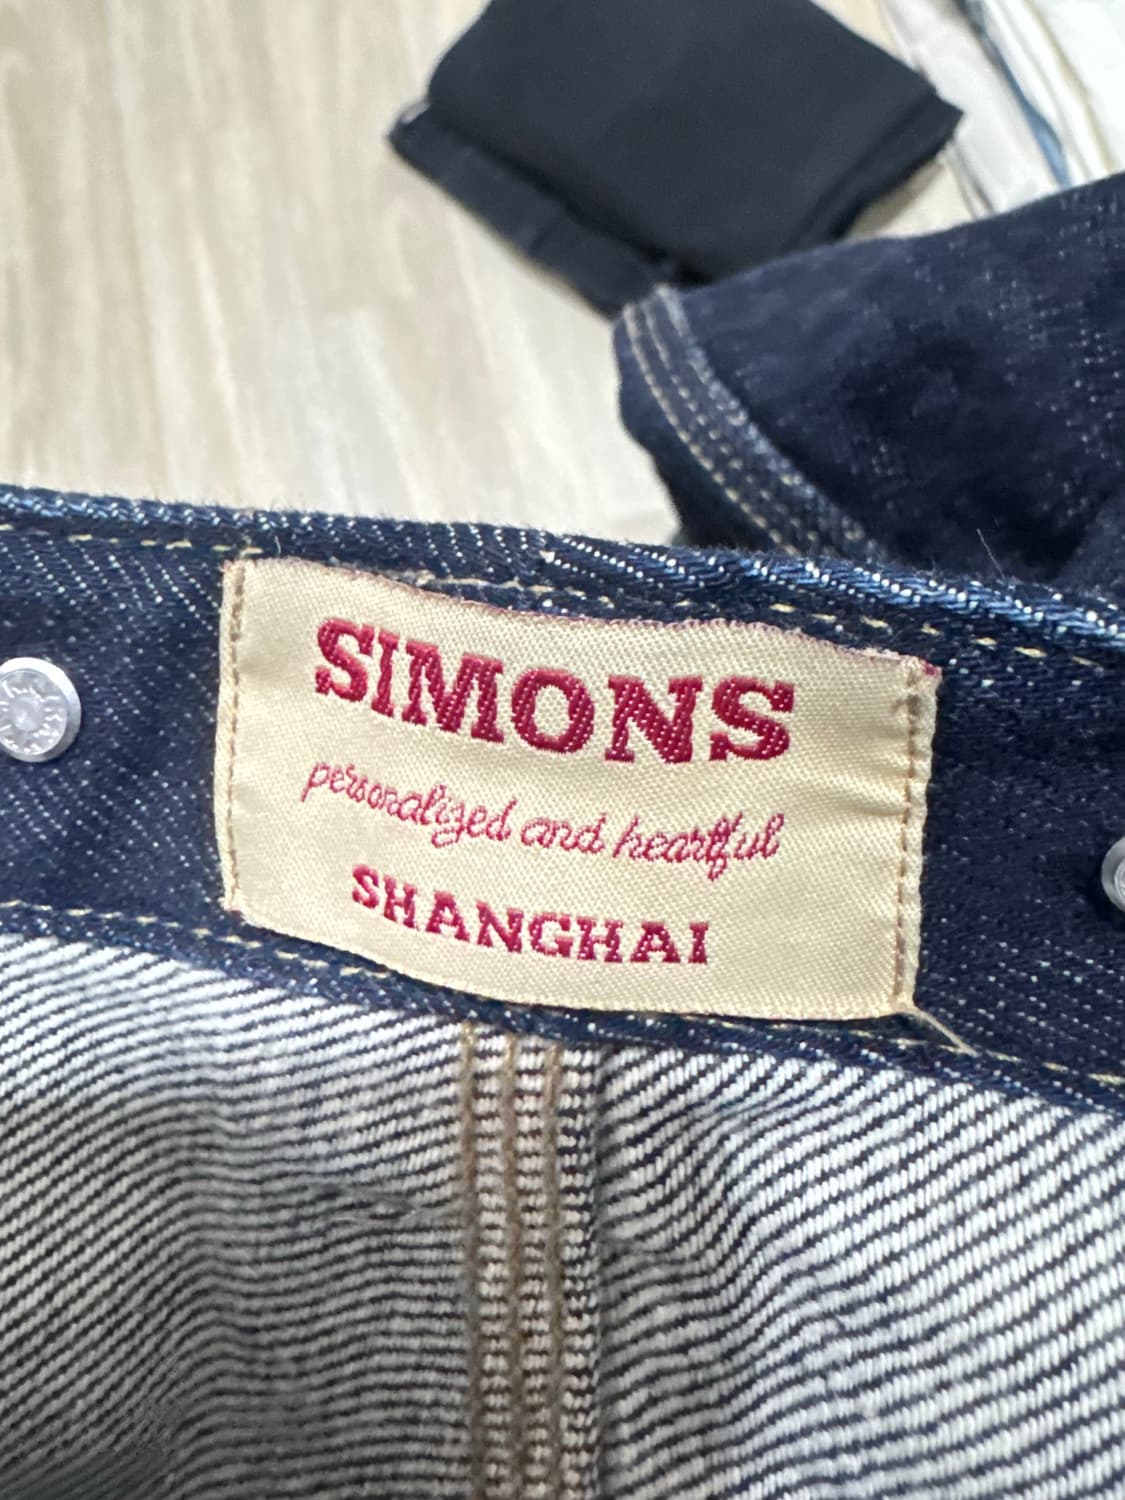 SIMONS
personalized and heartful
SHANGHAI